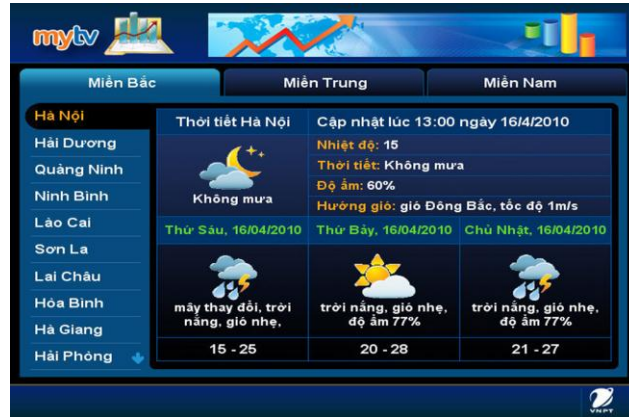 mytv
Miền Bắc
Miền Trung
Miền Nam
Hà Nội
Hải Dương
Quảng Ninh
Ninh Bình
Lào Cai
Sơn La
Lai Châu
Hòa Bình
Hà Giang
Hải Phòng
Thời tiết Hà Nội
Cập nhật lúc 13:00 ngày 16/4/2010
Không mưa
Nhiệt độ: 15
Thời tiết: Không mưa
Độ ẩm: 60%
Hướng gió: gió Đông Bắc, tốc độ 1m/s
Thứ Sáu, 16/04/2010
Thứ Bảy, 16/04/2010
Chủ Nhật, 16/04/2010
mây thay đổi, trời
nắng, gió nhẹ,
trời nắng, gió nhẹ,
độ ẩm 77%
trời nắng, gió nhẹ,
độ ẩm 77%
15 - 25
20 - 28
21 - 27
VNPT